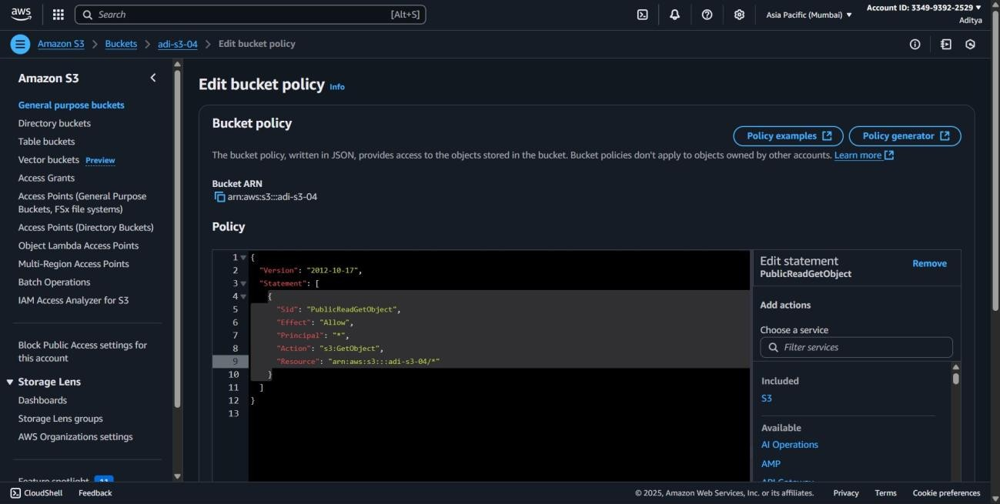 aws
Search [Alt+S]
Asia Pacific (Mumbai) ▼
Account ID: 3349-9392-2529 ▼
Aditya
Amazon S3 > Buckets > adi-s3-04 > Edit bucket policy
Amazon S3
General purpose buckets
Directory buckets
Table buckets
Vector buckets Preview
Access Grants
Access Points (General Purpose
Buckets, FSx file systems)
Access Points (Directory Buckets)
Object Lambda Access Points
Multi-Region Access Points
Batch Operations
IAM Access Analyzer for S3
Block Public Access settings for
this account
Storage Lens
Dashboards
Storage Lens groups
AWS Organizations settings
Feature spotlight 11
Edit bucket policy Info
Bucket policy
Policy examples
Policy generator
The bucket policy, written in JSON, provides access to the objects stored in the bucket. Bucket policies don't apply to objects owned by other accounts. Learn more
Bucket ARN
arn:aws:s3:::adi-s3-04
Policy
1 {
2 "Version": "2012-10-17",
3 "Statement": [
4 {
5 "Sid": "PublicReadGetObject",
6 "Effect": "Allow",
7 "Principal": "*",
8 "Action": "s3:GetObject",
9 "Resource": "arn:aws:s3:::adi-s3-04/*"
10 }
11 ]
12 }
13
Edit statement
PublicReadGetObject
Remove
Add actions
Choose a service
Filter services
Included
S3
Available
AI Operations
AMP
API Gateway
CloudShell
Feedback
© 2025, Amazon Web Services, Inc. or its affiliates.
Privacy
Terms
Cookie preferences